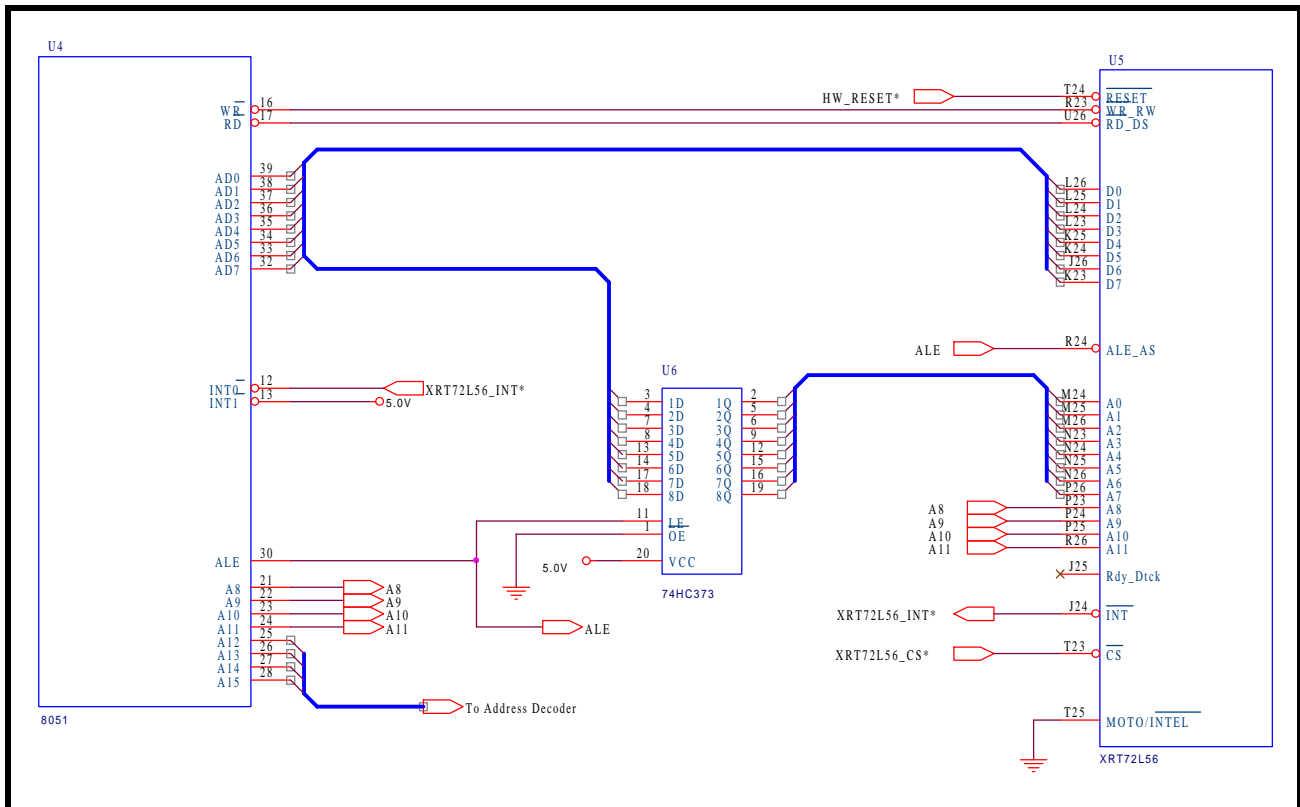 U4
WR 16
RD 17
AD0 39
AD1 38
AD2 37
AD3 36
AD4 35
AD5 34
AD6 33
AD7 32
INT0 12
INT1 13
XRT72L56_INT*
5.0V
ALE 30
A8 21 A8
A9 22 A9
A10 23 A10
A11 24 A11
A12 25
A13 26
A14 27
A15 28
To Address Decoder
8051
ALE
U6
3 1D 1Q 2
4 2D 2Q 5
7 3D 3Q 6
8 4D 4Q 9
13 5D 5Q 12
14 6D 6Q 15
17 7D 7Q 16
18 8D 8Q 19
11 LE
1 OE
5.0V 20 VCC
74HC373
U5
HW_RESET* T24 RESET
R23 WR_RW
U26 RD_DS
L26 D0
L25 D1
L24 D2
L23 D3
K25 D4
K24 D5
J26 D6
K23 D7
ALE R24 ALE_AS
M24 A0
M25 A1
M26 A2
N23 A3
N24 A4
N25 A5
N26 A6
P26 A7
A8 P23 A8
A9 P24 A9
A10 P25 A10
A11 R26 A11
J25 Rdy_Dtck
XRT72L56_INT* J24 INT
XRT72L56_CS* T23 CS
T25 MOTO/INTEL
XRT72L56